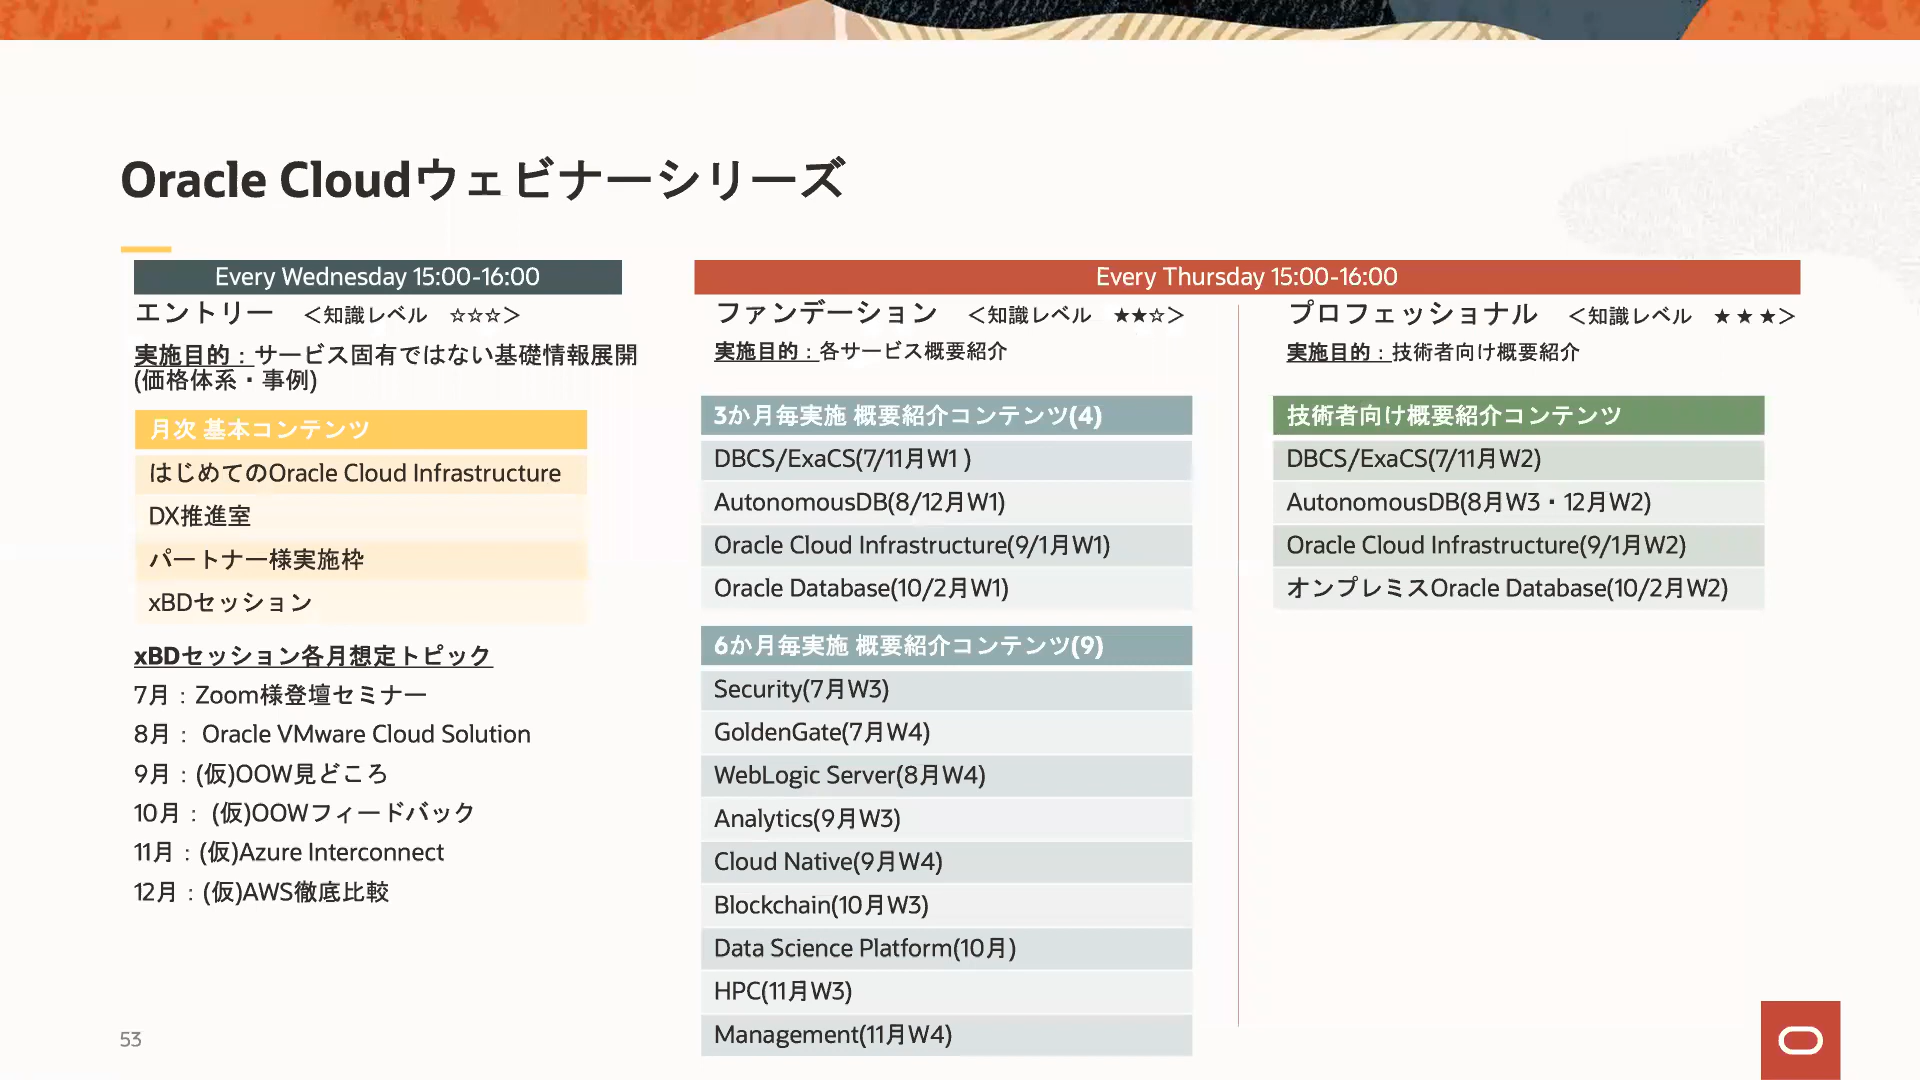 Oracle Cloudウェビナーシリーズ
Every Wednesday 15:00-16:00
エントリー　＜知識レベル　☆☆☆＞
実施目的：サービス固有ではない基礎情報展開
(価格体系・事例)
月次 基本コンテンツ
はじめてのOracle Cloud Infrastructure
DX推進室
パートナー様実施枠
xBDセッション
xBDセッション各月想定トピック
7月：Zoom様登壇セミナー
8月： Oracle VMware Cloud Solution
9月：(仮)OOW見どころ
10月： (仮)OOWフィードバック
11月：(仮)Azure Interconnect
12月：(仮)AWS徹底比較
Every Thursday 15:00-16:00
ファンデーション　＜知識レベル　★★☆＞
実施目的：各サービス概要紹介
3か月毎実施 概要紹介コンテンツ(4)
DBCS/ExaCS(7/11月W1 )
AutonomousDB(8/12月W1)
Oracle Cloud Infrastructure(9/1月W1)
Oracle Database(10/2月W1)
6か月毎実施 概要紹介コンテンツ(9)
Security(7月W3)
GoldenGate(7月W4)
WebLogic Server(8月W4)
Analytics(9月W3)
Cloud Native(9月W4)
Blockchain(10月W3)
Data Science Platform(10月)
HPC(11月W3)
Management(11月W4)
プロフェッショナル　＜知識レベル　★ ★ ★＞
実施目的：技術者向け概要紹介
技術者向け概要紹介コンテンツ
DBCS/ExaCS(7/11月W2)
AutonomousDB(8月W3・12月W2)
Oracle Cloud Infrastructure(9/1月W2)
オンプレミスOracle Database(10/2月W2)
53